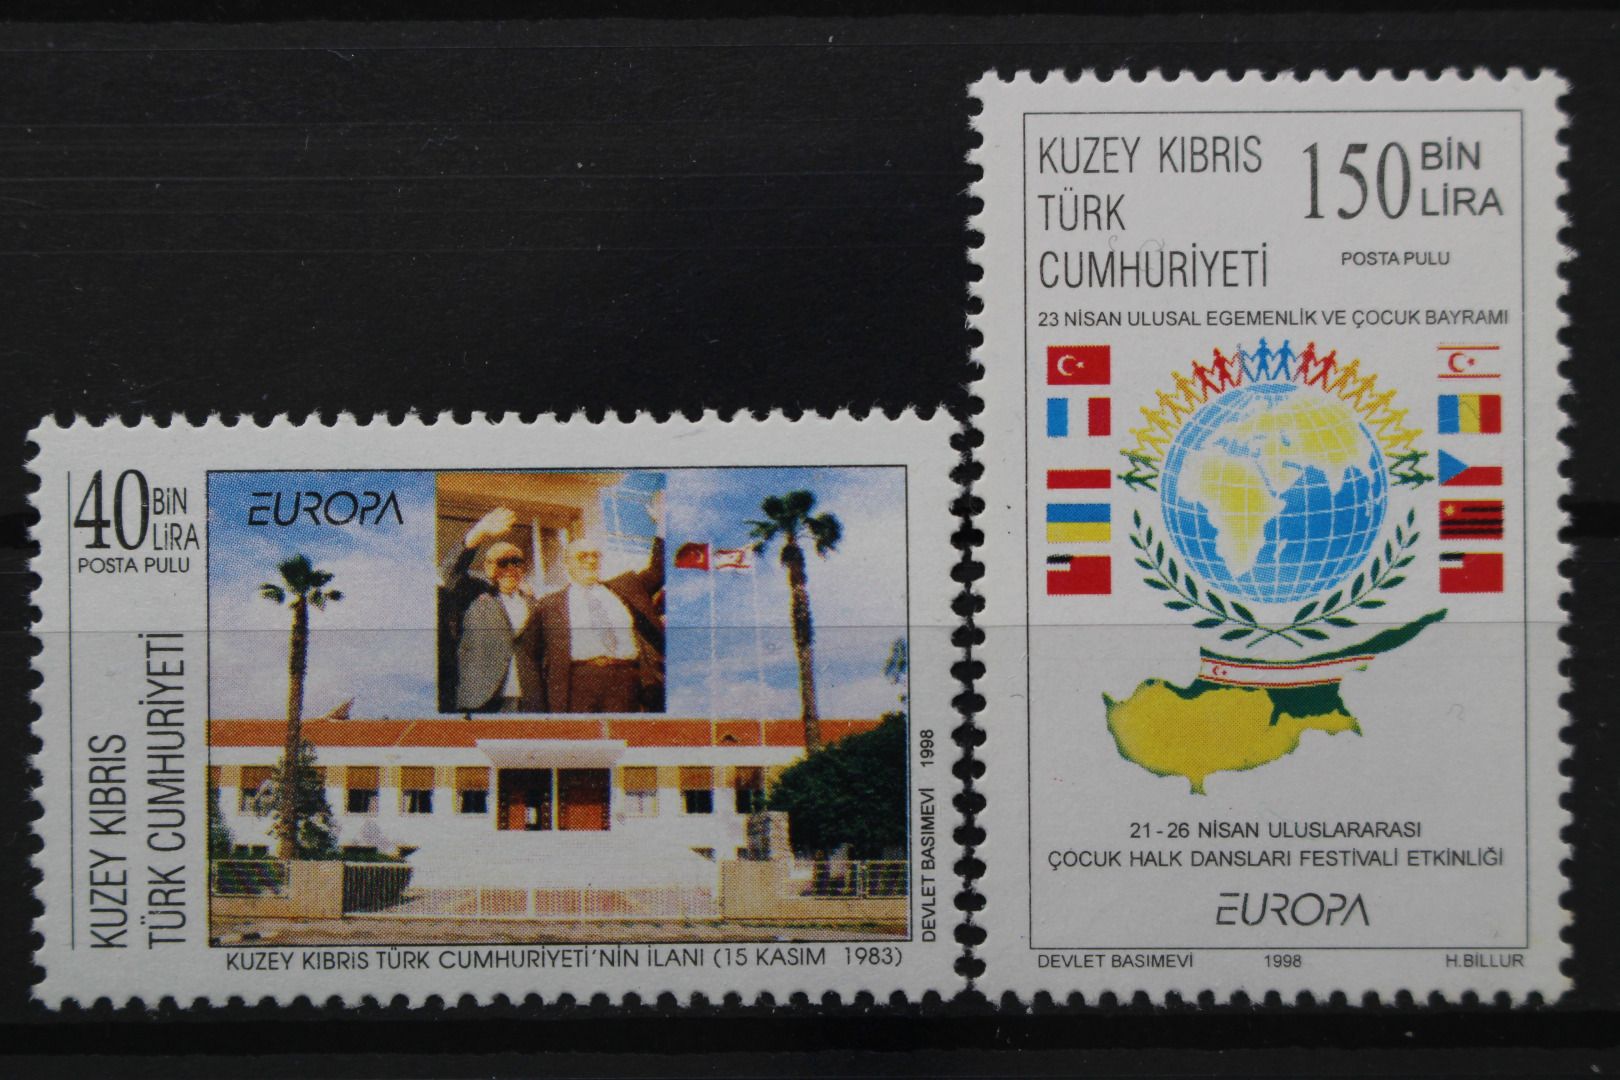 40 BİN
LİRA
POSTA PULU
EUROPA
KUZEY KIBRIS
TÜRK CUMHURİYETİ
DEVLET BASIMEVİ 1998
KUZEY KIBRIS TÜRK CUMHURİYETİ'NİN İLANI (15 KASIM 1983)
KUZEY KIBRIS
TÜRK
CUMHURİYETİ
150 BİN
LİRA
POSTA PULU
23 NİSAN ULUSAL EGEMENLİK VE ÇOCUK BAYRAMI
21-26 NİSAN ULUSLARARASI
ÇOCUK HALK DANSLARI FESTİVALİ ETKİNLİĞİ
EUROPA
DEVLET BASIMEVİ 1998 H.BİLLUR